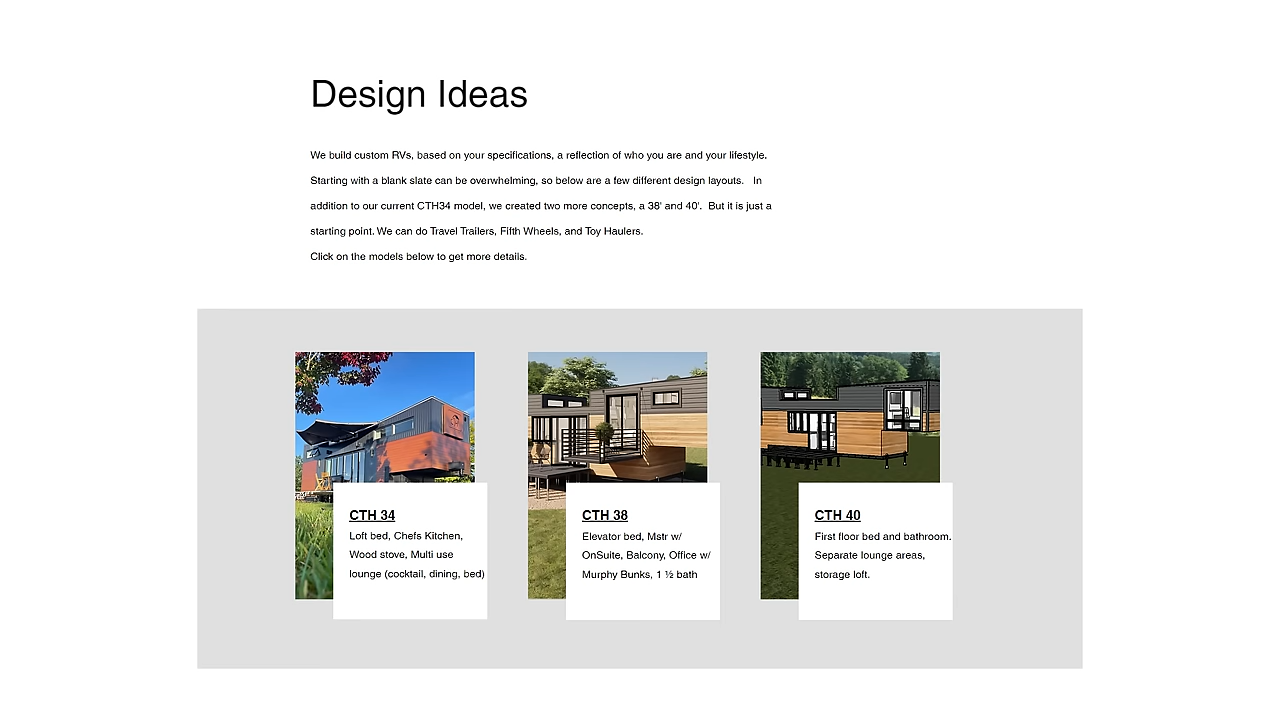 Design Ideas
We build custom RVs, based on your specifications, a reflection of who you are and your lifestyle.
Starting with a blank slate can be overwhelming, so below are a few different design layouts.   In
addition to our current CTH34 model, we created two more concepts, a 38' and 40'.  But it is just a
starting point. We can do Travel Trailers, Fifth Wheels, and Toy Haulers.
Click on the models below to get more details.
CTH 34
Loft bed, Chefs Kitchen,
Wood stove, Multi use
lounge (cocktail, dining, bed)
CTH 38
Elevator bed, Mstr w/
OnSuite, Balcony, Office w/
Murphy Bunks, 1 ½ bath
CTH 40
First floor bed and bathroom.
Separate lounge areas,
storage loft.